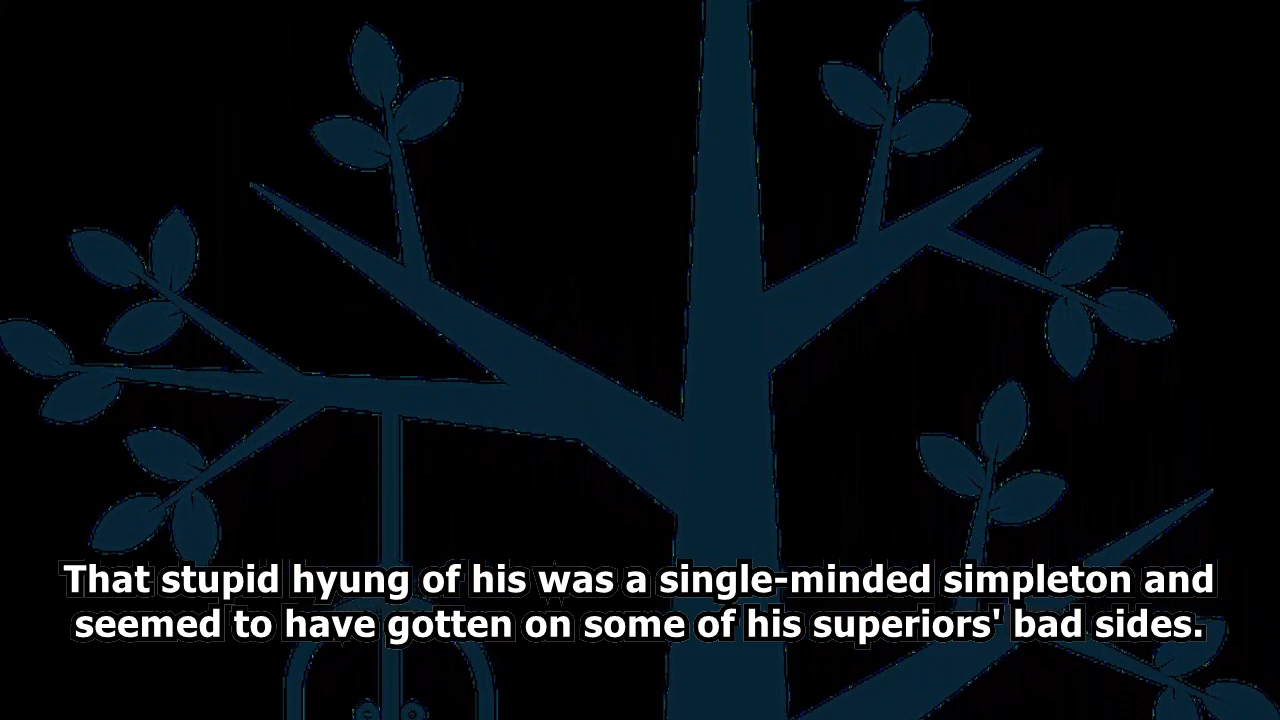 That stupid hyung of his was a single-minded simpleton and
seemed to have gotten on some of his superiors' bad sides.